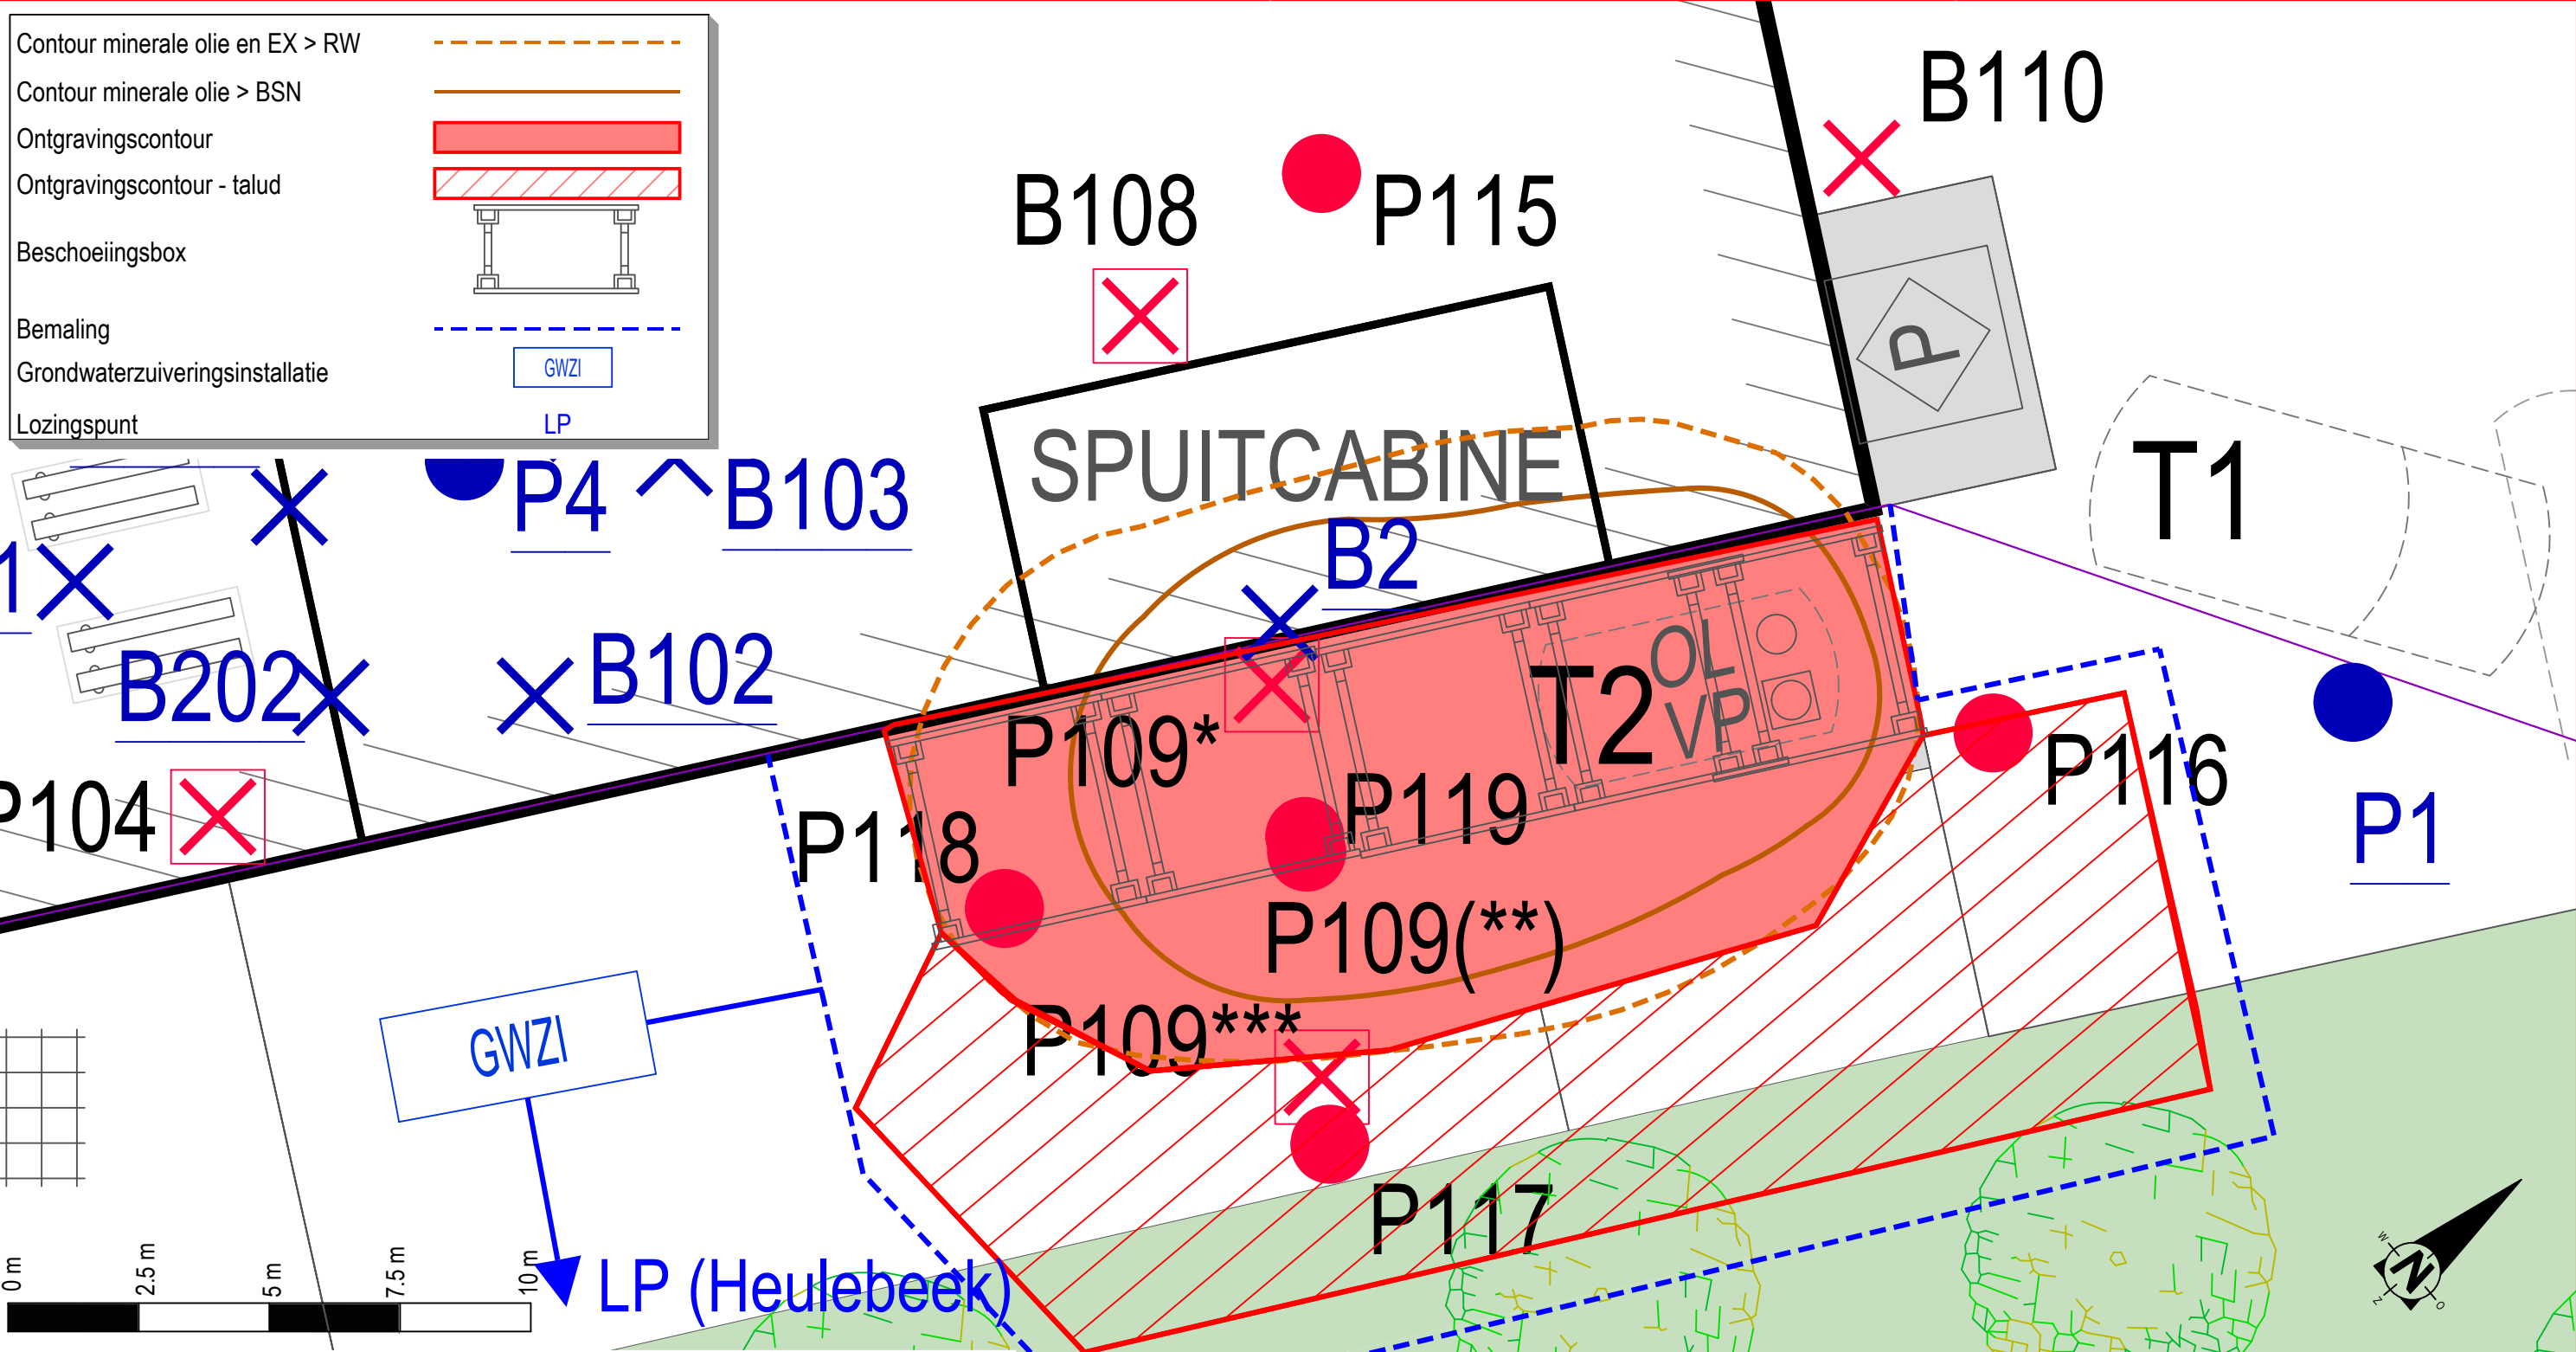 Contour minerale olie en EX > RW
Contour minerale olie > BSN
Ontgravingscontour
Ontgravingscontour - talud
Beschoeiingsbox
Bemaling
Grondwaterzuiveringsinstallatie
GWZI
Lozingspunt
LP
B110
B108
P115
P
SPUITCABINE
T1
P4
B103
B2
1
B202
B102
OL
VP
T2
P109*
P104
P118
P119
P116
P1
P109(**)
P109***
GWZI
P117
LP (Heulebeek)
0 m
2.5 m
5 m
7.5 m
10 m
W
N
Z
O